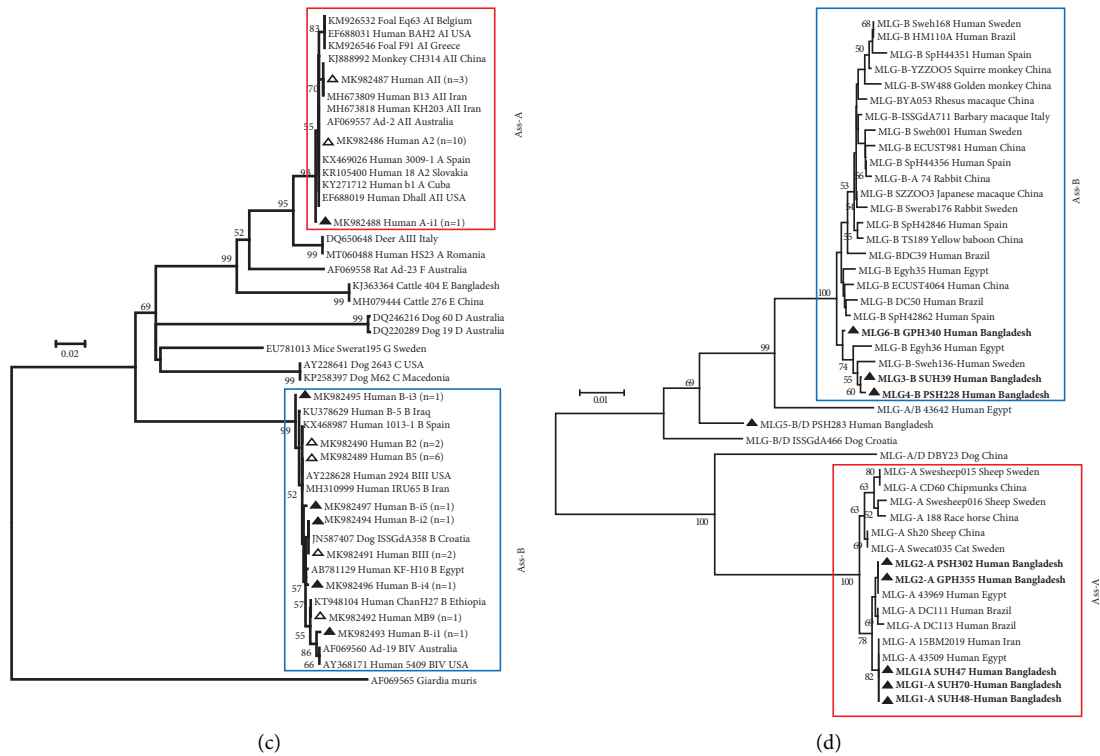 83
KM926532 Foal Eq63 AI Belgium
EF688031 Human BAH2 AI USA
KM926546 Foal F91 AI Greece
KJ888992 Monkey CH314 AII China
MK982487 Human AII (n=3)
70
MH673809 Human B13 AII Iran
MH673818 Human KH203 AII Iran
AF069557 Ad-2 AII Australia
55
MK982486 Human A2 (n=10)
KX469026 Human 3009-1 A Spain
KR105400 Human 18 A2 Slovakia
93
KY271712 Human b1 A Cuba
EF688019 Human Dhall AII USA
MK982488 Human A-i1 (n=1)
Ass-A
95
DQ650648 Deer AIII Italy
52
99
MT060488 Human HS23 A Romania
99
AF069558 Rat Ad-23 F Australia
KJ363364 Cattle 404 E Bangladesh
99
MH079444 Cattle 276 E China
69
99
DQ246216 Dog 60 D Australia
DQ220289 Dog 19 D Australia
0.02
EU781013 Mice Swerat195 G Sweden
AY228641 Dog 2643 C USA
99
KP258397 Dog M62 C Macedonia
MK982495 Human B-i3 (n=1)
KU378629 Human B-5 B Iraq
KX468987 Human 1013-1 B Spain
99
MK982490 Human B2 (n=2)
MK982489 Human B5 (n=6)
AY228628 Human 2924 BIII USA
MH310999 Human IRU65 B Iran
52
MK982497 Human B-i5 (n=1)
MK982494 Human B-i2 (n=1)
JN587407 Dog ISSGdA358 B Croatia
MK982491 Human BIII (n=2)
AB781129 Human KF-H10 B Egypt
57
MK982496 Human B-i4 (n=1)
57
KT948104 Human ChanH27 B Ethiopia
MK982492 Human MB9 (n=1)
55
MK982493 Human B-i1 (n=1)
86
AF069560 Ad-19 BIV Australia
66
AY368171 Human 5409 BIV USA
Ass-B
AF069565 Giardia muris
(c)
68
MLG-B Sweh168 Human Sweden
MLG-B HM110A Human Brazil
50
MLG-B SpH44351 Human Spain
MLG-B-YZZOO5 Squirre monkey China
MLG-B-SW488 Golden monkey China
MLG-BYA053 Rhesus macaque China
MLG-B-ISSGdA711 Barbary macaque Italy
MLG-B Sweh001 Human Sweden
MLG-B ECUST981 Human China
MLG-B SpH44356 Human Spain
56
MLG-B-A 74 Rabbit China
53
MLG-B SZZOO3 Japanese macaque China
54
MLG-B Swerab176 Rabbit Sweden
MLG-B SpH42846 Human Spain
55
MLG-B TS189 Yellow baboon China
MLG-BDC39 Human Brazil
MLG-B Egyh35 Human Egypt
MLG-B ECUST4064 Human China
100
MLG-B DC50 Human Brazil
MLG-B SpH42862 Human Spain
MLG6-B GPH340 Human Bangladesh
MLG-B Egyh36 Human Egypt
74
MLG-B-Sweh136-Human Sweden
55
MLG3-B SUH39 Human Bangladesh
60
MLG4-B PSH228 Human Bangladesh
Ass-B
99
MLG-A/B 43642 Human Egypt
0.01
69
MLG5-B/D PSH283 Human Bangladesh
MLG-B/D ISSGdA466 Dog Croatia
MLG-A/D DBY23 Dog China
80
MLG-A Swesheep015 Sheep Sweden
63
MLG-A CD60 Chipmunks China
MLG-A Swesheep016 Sheep Sweden
63
52
MLG-A 188 Race horse China
100
MLG-A Sh20 Sheep China
69
MLG-A Swecat035 Cat Sweden
MLG2-A PSH302 Human Bangladesh
100
MLG2-A GPH355 Human Bangladesh
MLG-A 43969 Human Egypt
MLG-A DC111 Human Brazil
69
MLG-A DC113 Human Brazil
78
MLG-A 15BM2019 Human Iran
MLG-A 43509 Human Egypt
82
MLG1A SUH47 Human Bangladesh
MLG1-A SUH70-Human Bangladesh
MLG1-A SUH48-Human Bangladesh
Ass-A
(d)